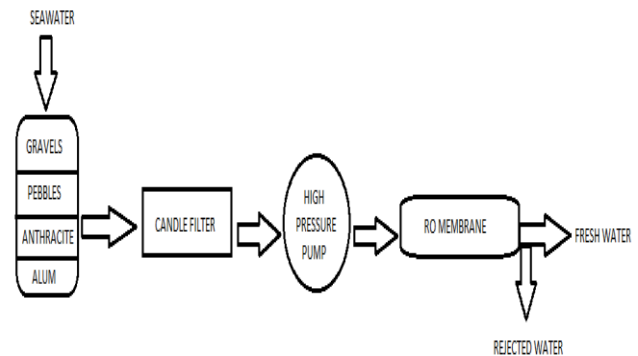 SEAWATER
GRAVELS
PEBBLES
ANTHRACITE
ALUM
CANDLE FILTER
HIGH
PRESSURE
PUMP
RO MEMBRANE
FRESH WATER
REJECTED WATER